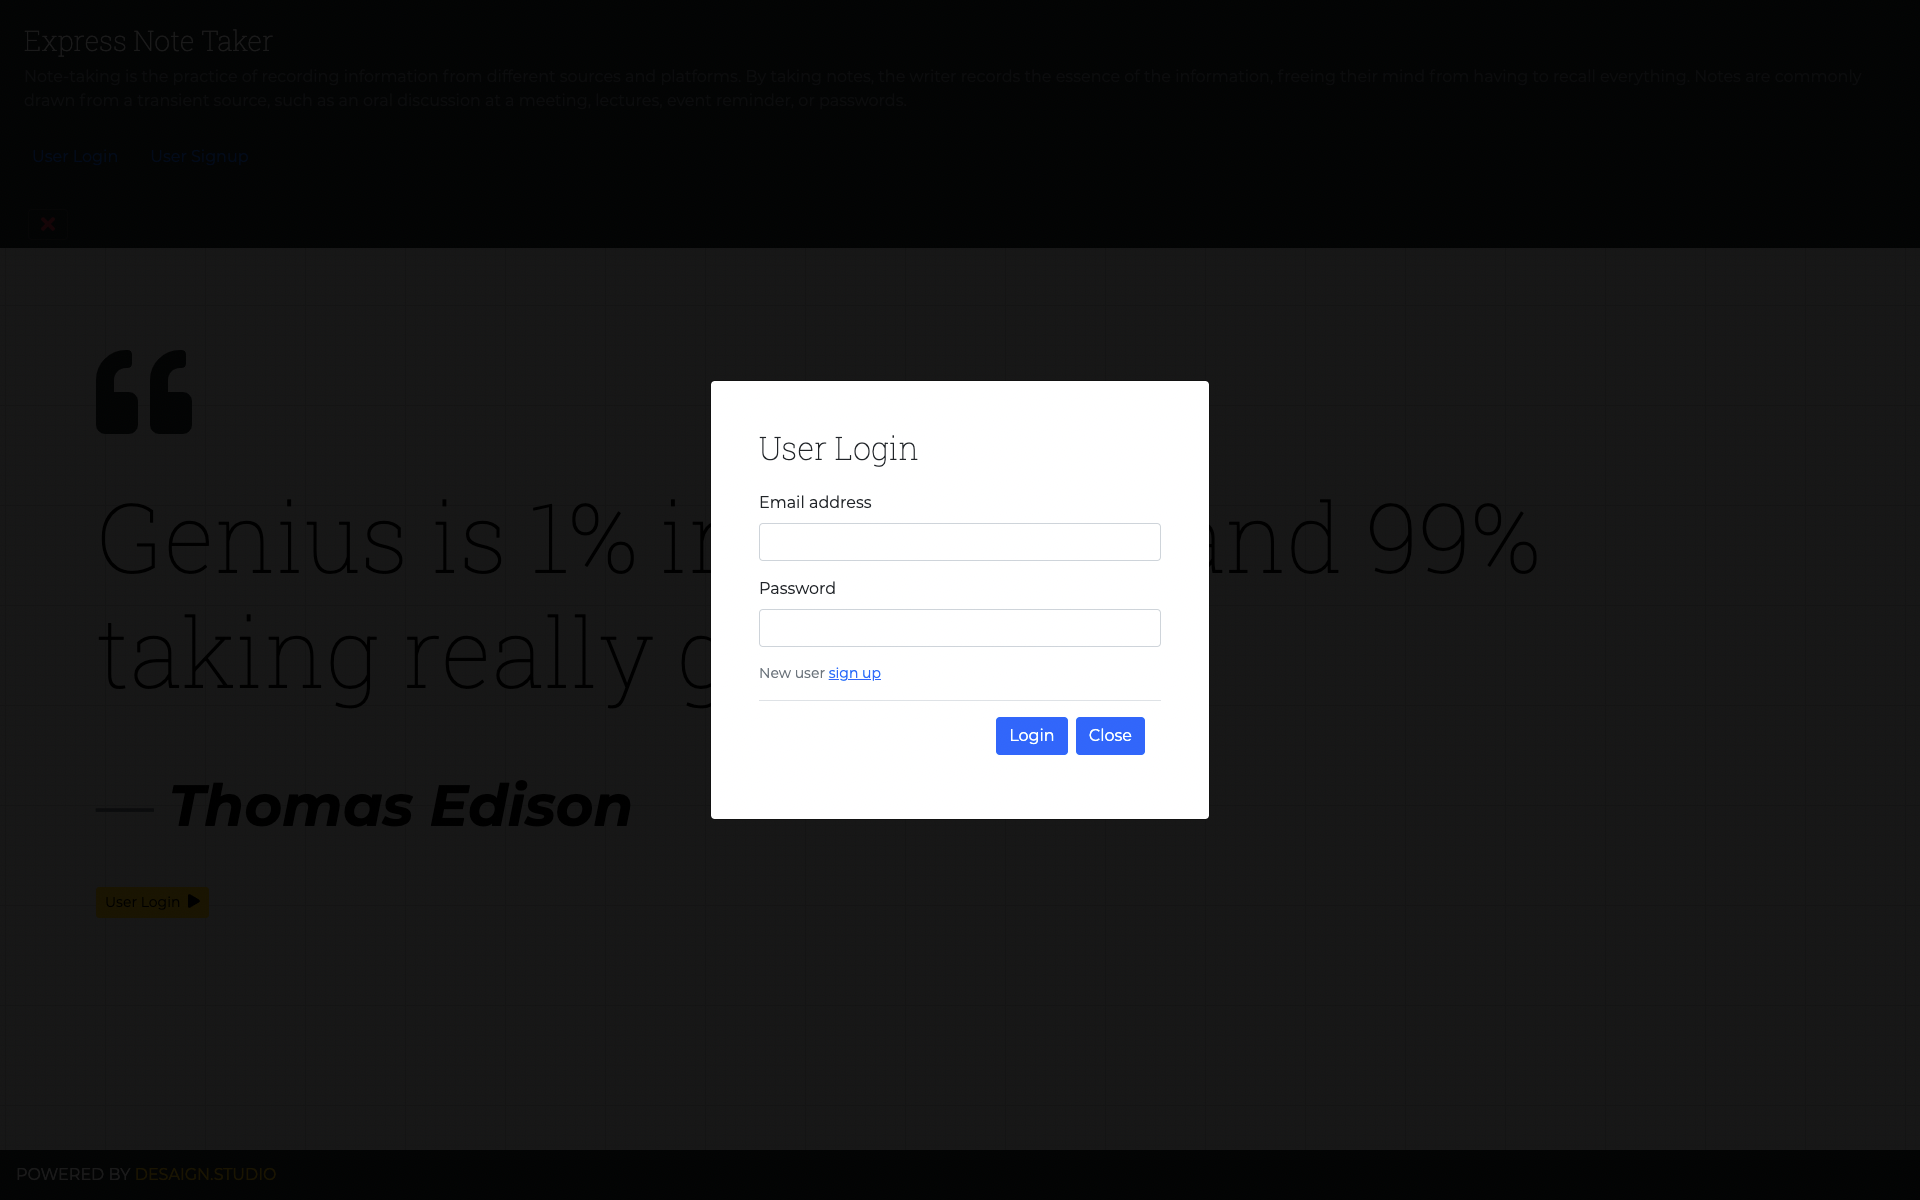 Express Note Taker
Note-taking is the practice of recording information from different sources and platforms. By taking notes, the writer records the essence of the information, freeing their mind from having to recall everything. Notes are commonly
drawn from a transient source, such as an oral discussion at a meeting, lectures, event reminder, or passwords.
User Login User Signup
Genius is 1% in and 99%
taking really g
— Thomas Edison
User Login
User Login
Email address
Password
New user sign up
Login Close
POWERED BY DESAIGN.STUDIO